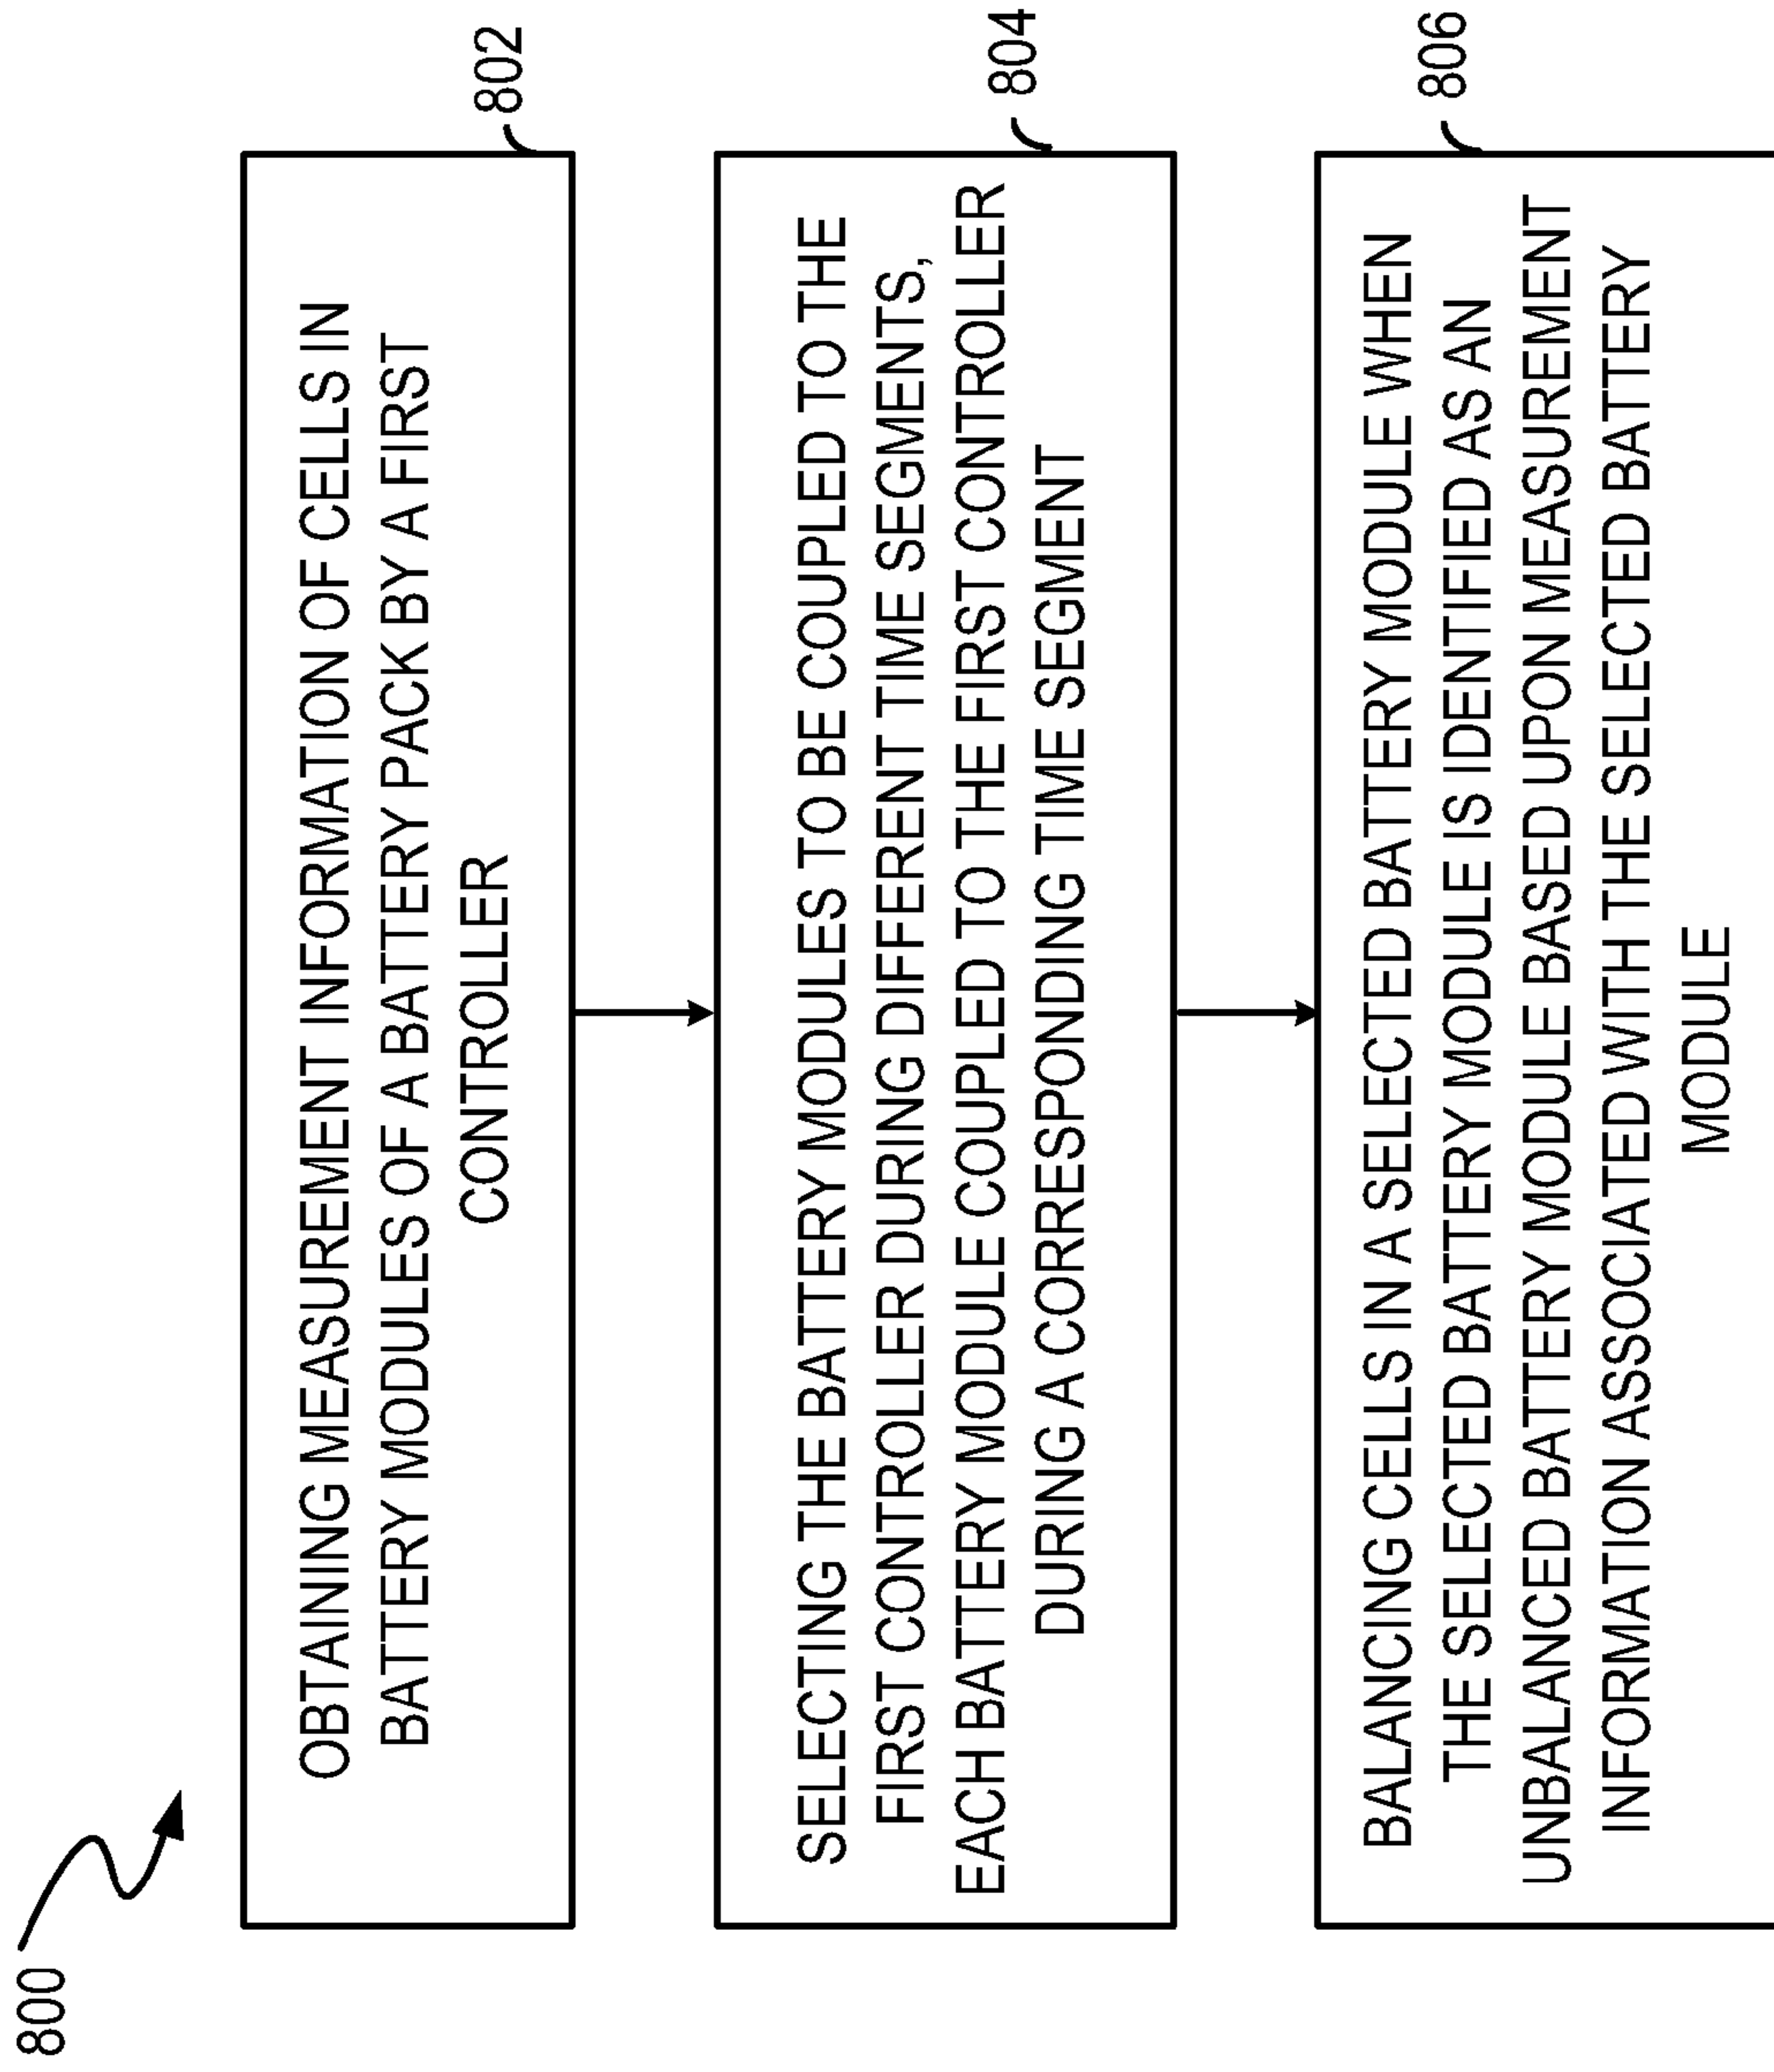 800
OBTAINING MEASUREMENT INFORMATION OF CELLS IN
BATTERY MODULES OF A BATTERY PACK BY A FIRST
CONTROLLER
802
SELECTING THE BATTERY MODULES TO BE COUPLED TO THE
FIRST CONTROLLER DURING DIFFERENT TIME SEGMENTS,
EACH BATTERY MODULE COUPLED TO THE FIRST CONTROLLER
DURING A CORRESPONDING TIME SEGMENT
804
BALANCING CELLS IN A SELECTED BATTERY MODULE WHEN
THE SELECTED BATTERY MODULE IS IDENTIFIED AS AN
UNBALANCED BATTERY MODULE BASED UPON MEASUREMENT
INFORMATION ASSOCIATED WITH THE SELECTED BATTERY
MODULE
806